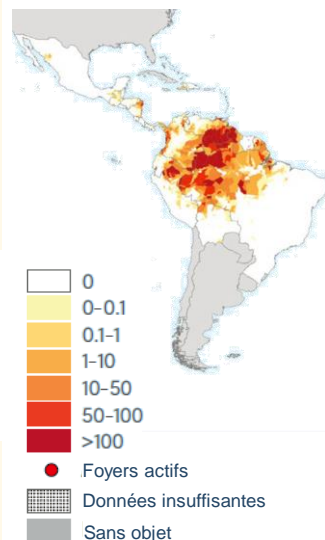 0
0-0.1
0.1-1
1-10
10-50
50-100
>100
Foyers actifs
Données insuffisantes
Sans objet